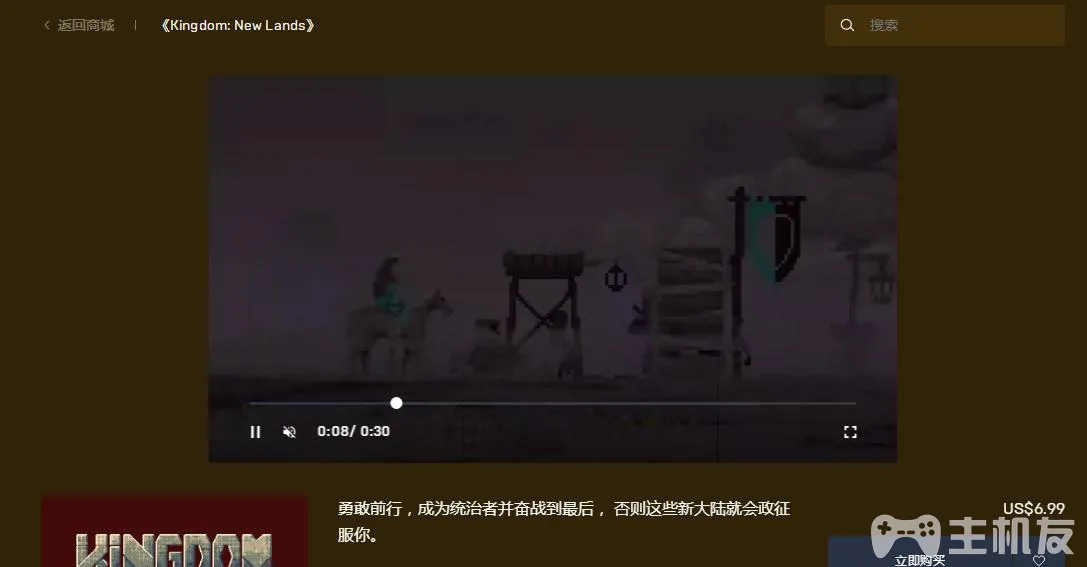 返回商城
《Kingdom: New Lands》
搜索
0:08/ 0:30
勇敢前行，成为统治者并奋战到最后， 否则这些新大陆就会政征
服你。
US$6.99
KINGDOM
主机友
立即购买